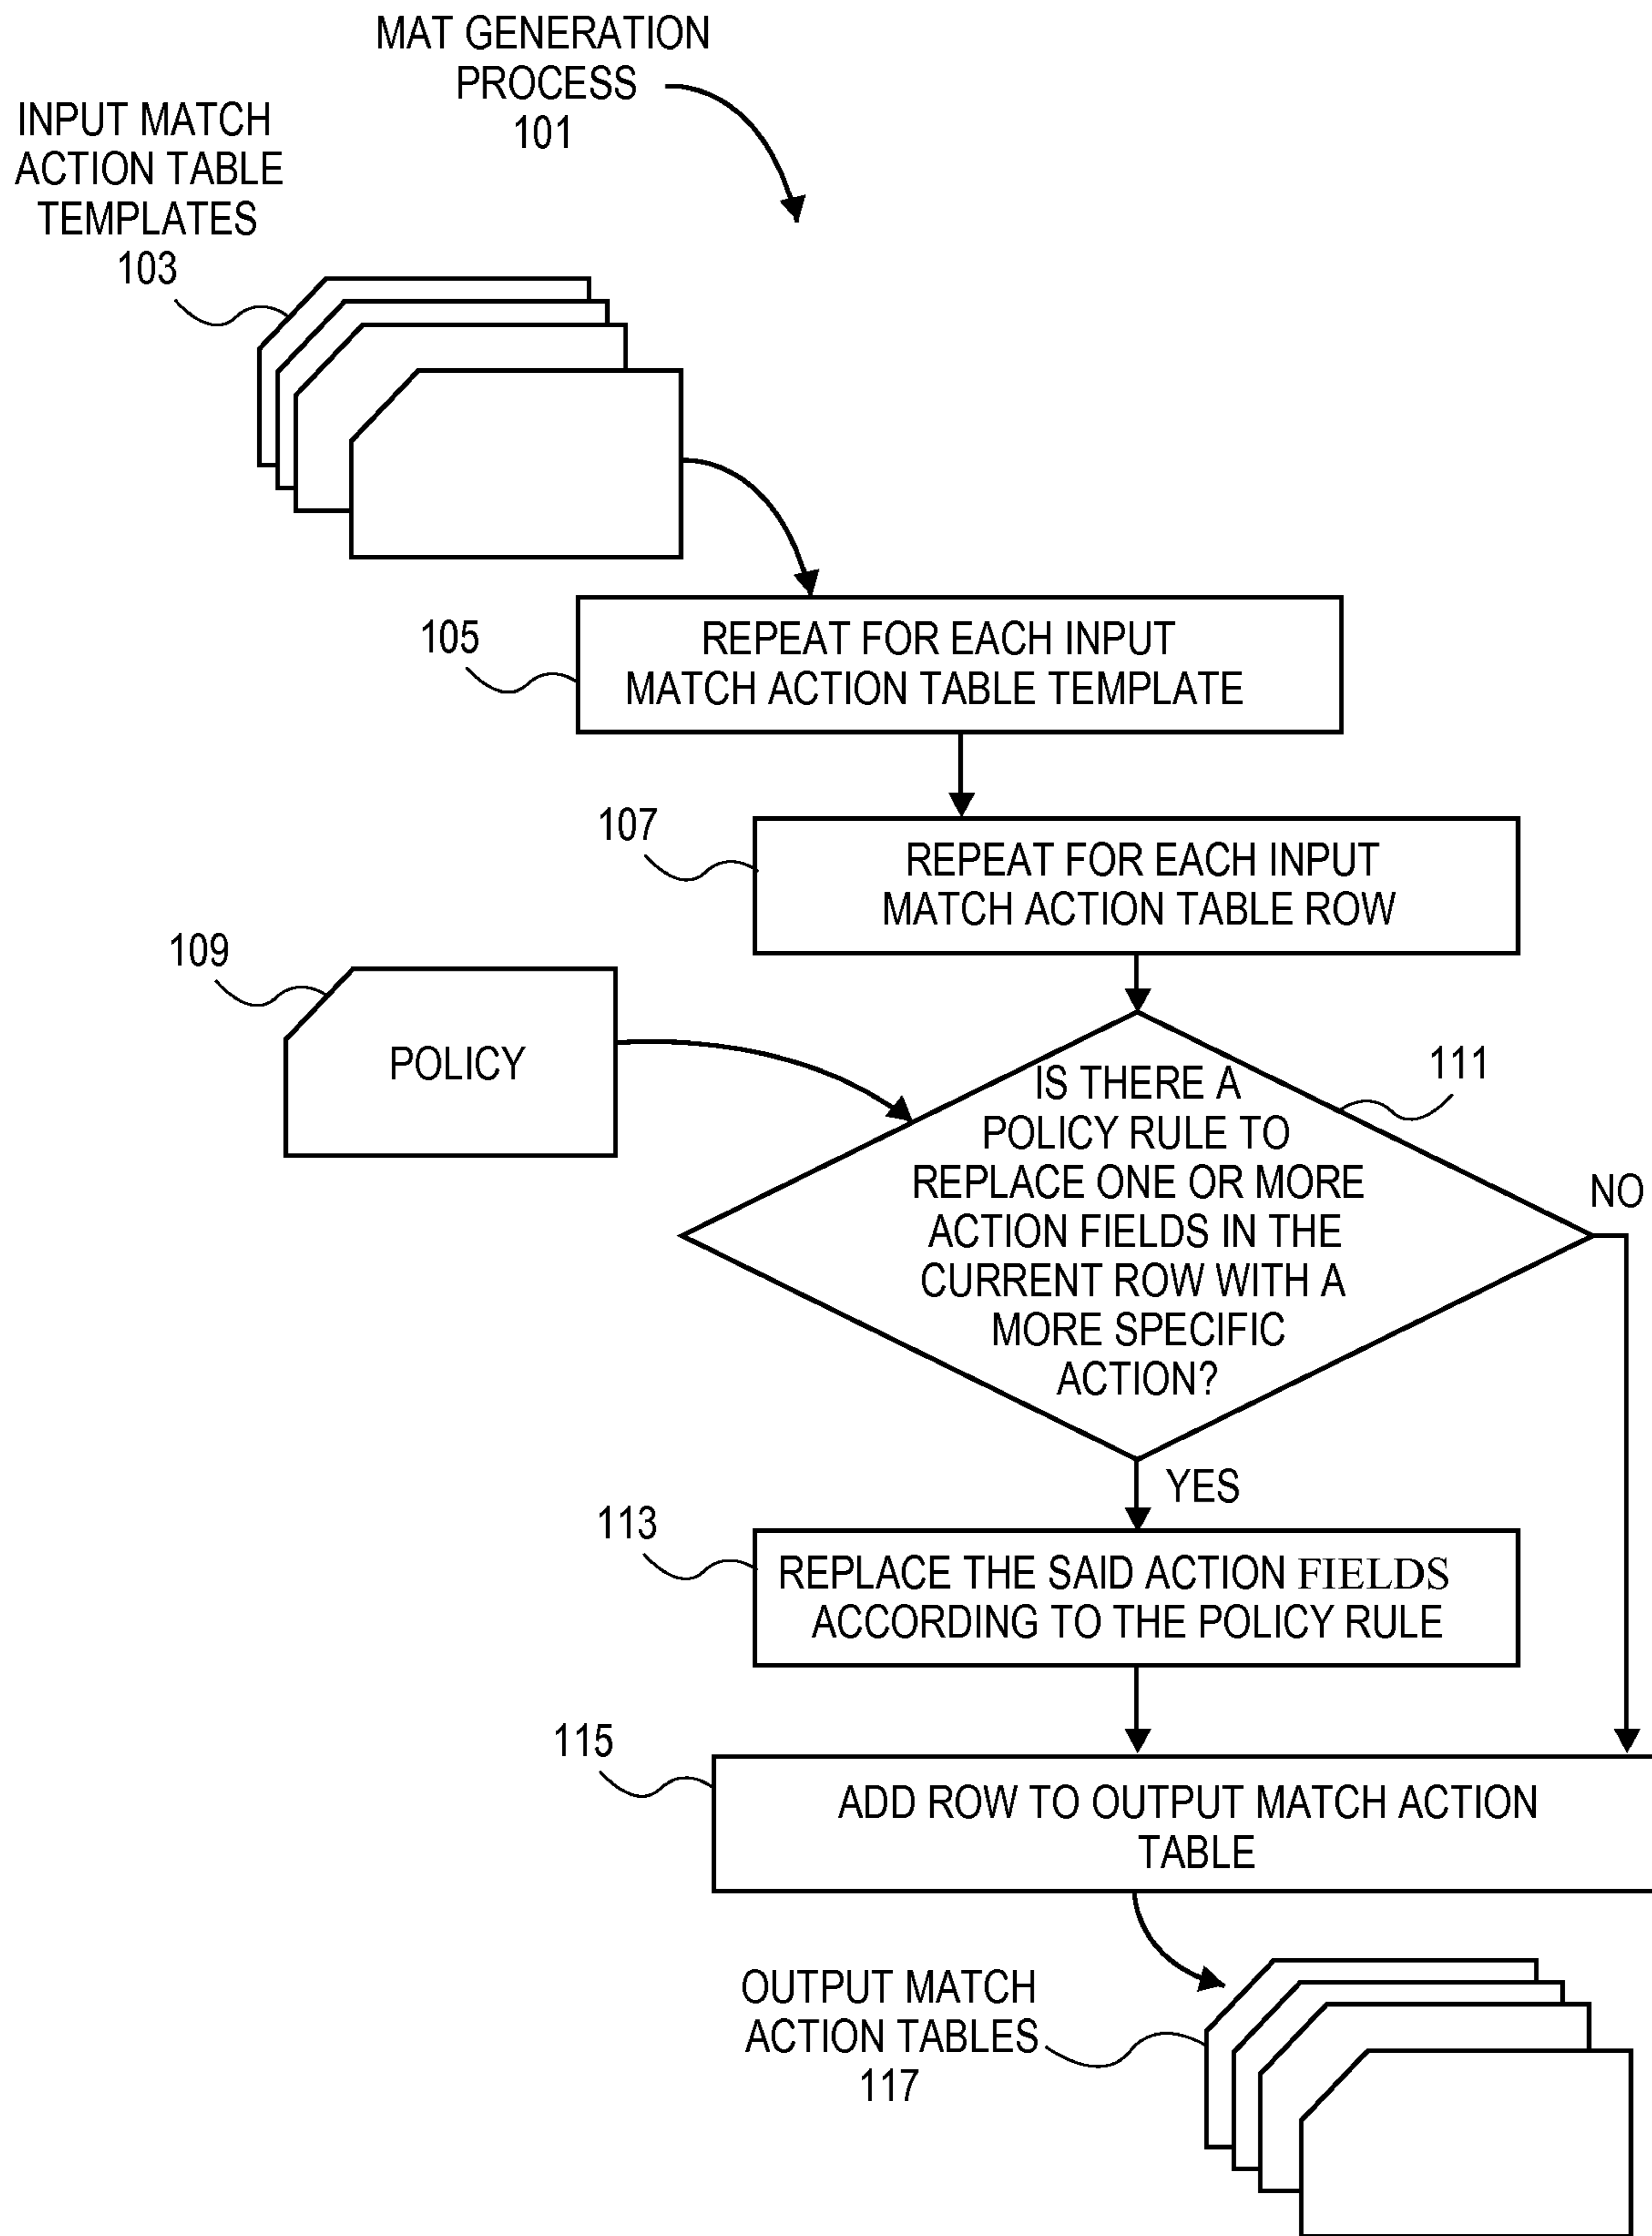 MAT GENERATION
PROCESS
101
INPUT MATCH
ACTION TABLE
TEMPLATES
103
105
REPEAT FOR EACH INPUT
MATCH ACTION TABLE TEMPLATE
107
REPEAT FOR EACH INPUT
MATCH ACTION TABLE ROW
109
POLICY
111
IS THERE A
POLICY RULE TO
REPLACE ONE OR MORE
ACTION FIELDS IN THE
CURRENT ROW WITH A
MORE SPECIFIC
ACTION?
NO
YES
113
REPLACE THE SAID ACTION FIELDS
ACCORDING TO THE POLICY RULE
115
ADD ROW TO OUTPUT MATCH ACTION
TABLE
OUTPUT MATCH
ACTION TABLES
117